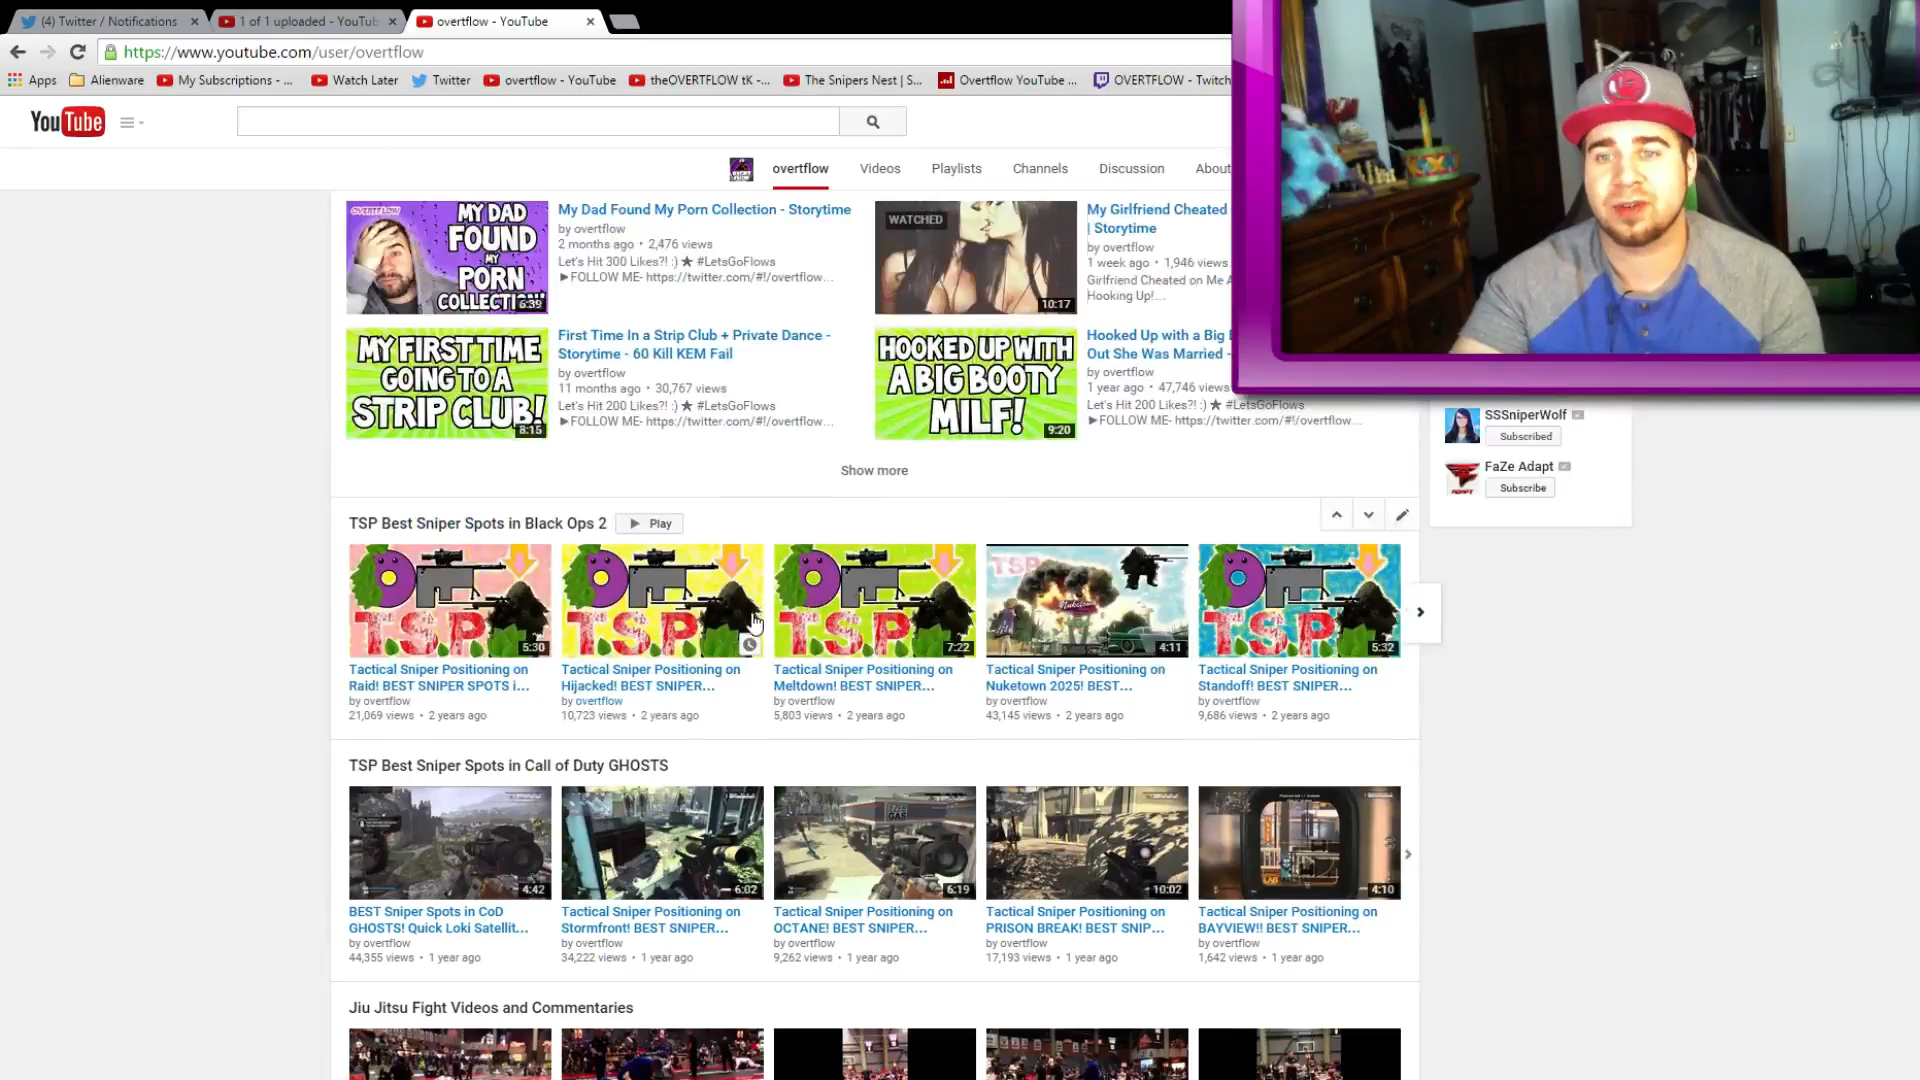 (4) Twitter / Notifications
1 of 1 uploaded - YouTub
overtflow - YouTube
https://www.youtube.com/user/overtflow
Apps
Alienware
My Subscriptions - ...
Watch Later
Twitter
overtflow - YouTube
theOVERTFLOW tK -...
The Snipers Nest | S...
Overtflow YouTube ...
OVERTFLOW - Twitch
YouTube
overtflow
Videos
Playlists
Channels
Discussion
About
OVERTFLOW
MY DAD
FOUND
MY
PORN
COLLECTION!
6:39
My Dad Found My Porn Collection - Storytime
by overtflow
2 months ago • 2,476 views
Let's Hit 300 Likes?! :) ★ #LetsGoFlows
►FOLLOW ME- https://twitter.com/#!/overtflow...
WATCHED
10:17
My Girlfriend Cheated
| Storytime
by overtflow
1 week ago • 1,946 views
Girlfriend Cheated on Me A
Hooking Up!...
MY FIRST TIME
GOING TO A
STRIP CLUB!
8:15
First Time In a Strip Club + Private Dance -
Storytime - 60 Kill KEM Fail
by overtflow
11 months ago • 30,767 views
Let's Hit 200 Likes?! :) ★ #LetsGoFlows
►FOLLOW ME- https://twitter.com/#!/overtflow...
HOOKED UP WITH
A BIG BOOTY
MILF!
9:20
Hooked Up with a Big B
Out She Was Married -
by overtflow
1 year ago • 47,746 views
Let's Hit 200 Likes?! :) ★ #LetsGoFlows
►FOLLOW ME- https://twitter.com/#!/overtflow...
Show more
SSSniperWolf
Subscribed
FaZe Adapt
Subscribe
TSP Best Sniper Spots in Black Ops 2
Play
TSP
5:30
TSP
TSP
7:22
TSP
4:11
TSP
5:32
Tactical Sniper Positioning on
Raid! BEST SNIPER SPOTS i...
by overtflow
21,069 views • 2 years ago
Tactical Sniper Positioning on
Hijacked! BEST SNIPER...
by overtflow
10,723 views • 2 years ago
Tactical Sniper Positioning on
Meltdown! BEST SNIPER...
by overtflow
5,803 views • 2 years ago
Tactical Sniper Positioning on
Nuketown 2025! BEST...
by overtflow
43,145 views • 2 years ago
Tactical Sniper Positioning on
Standoff! BEST SNIPER...
by overtflow
9,686 views • 2 years ago
TSP Best Sniper Spots in Call of Duty GHOSTS
4:42
6:02
GAS
6:19
10:02
4:10
BEST Sniper Spots in CoD
GHOSTS! Quick Loki Satellit...
by overtflow
44,355 views • 1 year ago
Tactical Sniper Positioning on
Stormfront! BEST SNIPER...
by overtflow
34,222 views • 1 year ago
Tactical Sniper Positioning on
OCTANE! BEST SNIPER...
by overtflow
9,262 views • 1 year ago
Tactical Sniper Positioning on
PRISON BREAK! BEST SNIP...
by overtflow
17,193 views • 1 year ago
Tactical Sniper Positioning on
BAYVIEW!! BEST SNIPER...
by overtflow
1,642 views • 1 year ago
Jiu Jitsu Fight Videos and Commentaries